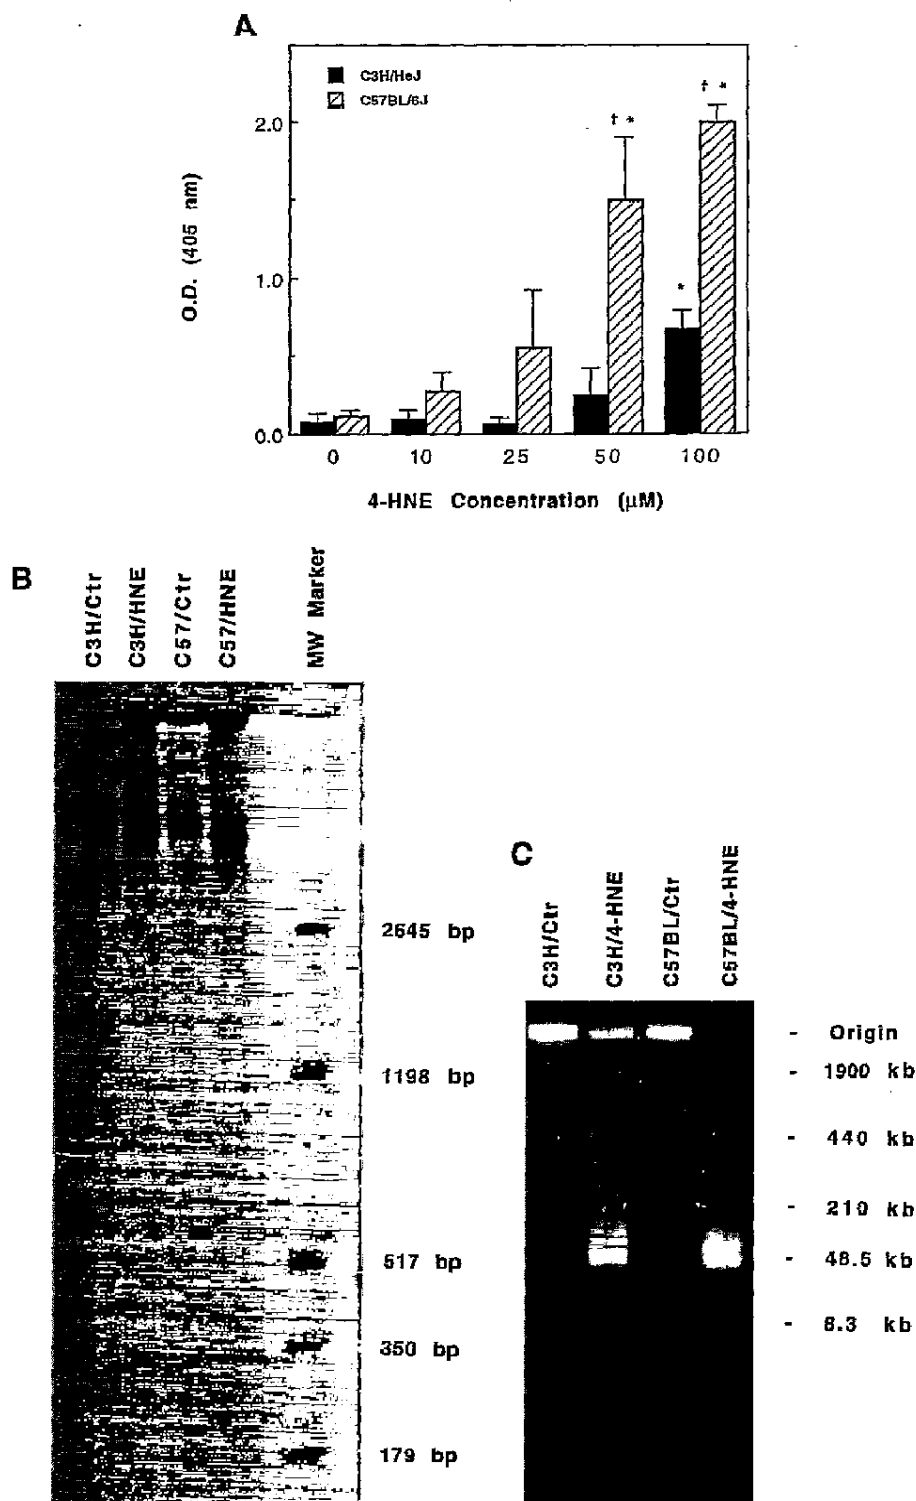 A
C3H/HeJ
C57BL/6J
† *
† *
*
2.0
1.0
0.0
O.D. (405 nm)
0 10 25 50 100
4-HNE Concentration (μM)
B
C3H/Ctr
C3H/HNE
C57/Ctr
C57/HNE
MW Marker
2645 bp
1198 bp
517 bp
350 bp
179 bp
C
C3H/Ctr
C3H/4-HNE
C57BL/Ctr
C57BL/4-HNE
- Origin
- 1900 kb
- 440 kb
- 210 kb
- 48.5 kb
- 8.3 kb